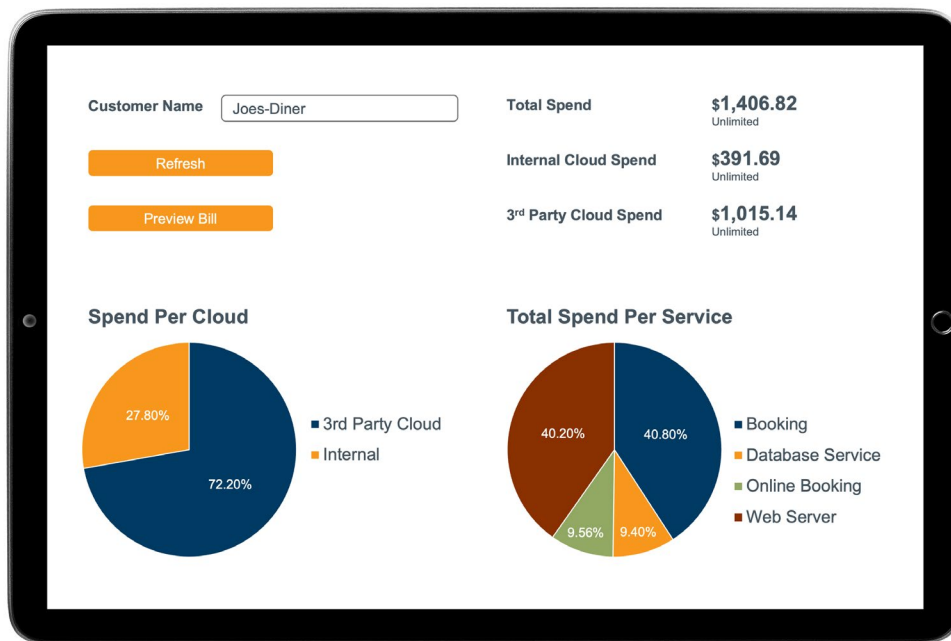 Customer Name
Joes-Diner
Refresh
Preview Bill
Total Spend
$1,406.82
Unlimited
Internal Cloud Spend
$391.69
Unlimited
3rd Party Cloud Spend
$1,015.14
Unlimited
Spend Per Cloud
27.80%
72.20%
3rd Party Cloud
Internal
Total Spend Per Service
40.20%
40.80%
9.56%
9.40%
Booking
Database Service
Online Booking
Web Server